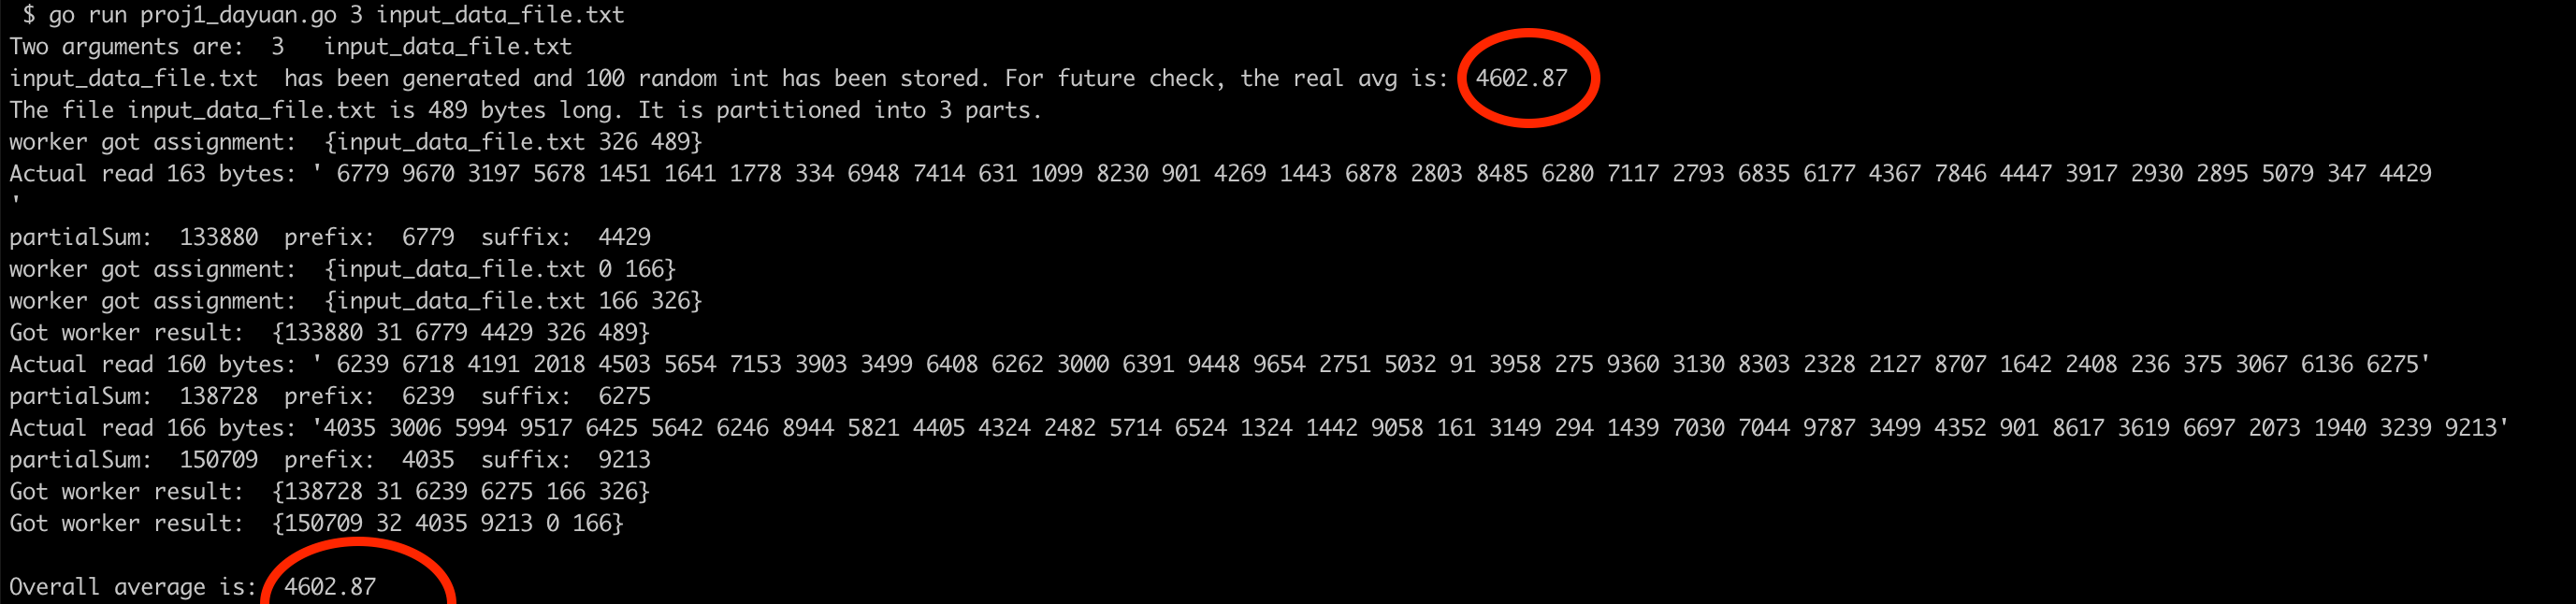 $ go run proj1_dayuan.go 3 input_data_file.txt
Two arguments are:  3   input_data_file.txt
input_data_file.txt  has been generated and 100 random int has been stored. For future check, the real avg is:  4602.87
The file input_data_file.txt is 489 bytes long. It is partitioned into 3 parts.
worker got assignment:  {input_data_file.txt 326 489}
Actual read 163 bytes: ' 6779 9670 3197 5678 1451 1641 1778 334 6948 7414 631 1099 8230 901 4269 1443 6878 2803 8485 6280 7117 2793 6835 6177 4367 7846 4447 3917 2930 2895 5079 347 4429
'
partialSum:  133880  prefix:  6779  suffix:  4429
worker got assignment:  {input_data_file.txt 0 166}
worker got assignment:  {input_data_file.txt 166 326}
Got worker result:  {133880 31 6779 4429 326 489}
Actual read 160 bytes: ' 6239 6718 4191 2018 4503 5654 7153 3903 3499 6408 6262 3000 6391 9448 9654 2751 5032 91 3958 275 9360 3130 8303 2328 2127 8707 1642 2408 236 375 3067 6136 6275'
partialSum:  138728  prefix:  6239  suffix:  6275
Actual read 166 bytes: '4035 3006 5994 9517 6425 5642 6246 8944 5821 4405 4324 2482 5714 6524 1324 1442 9058 161 3149 294 1439 7030 7044 9787 3499 4352 901 8617 3619 6697 2073 1940 3239 9213'
partialSum:  150709  prefix:  4035  suffix:  9213
Got worker result:  {138728 31 6239 6275 166 326}
Got worker result:  {150709 32 4035 9213 0 166}
Overall average is:  4602.87